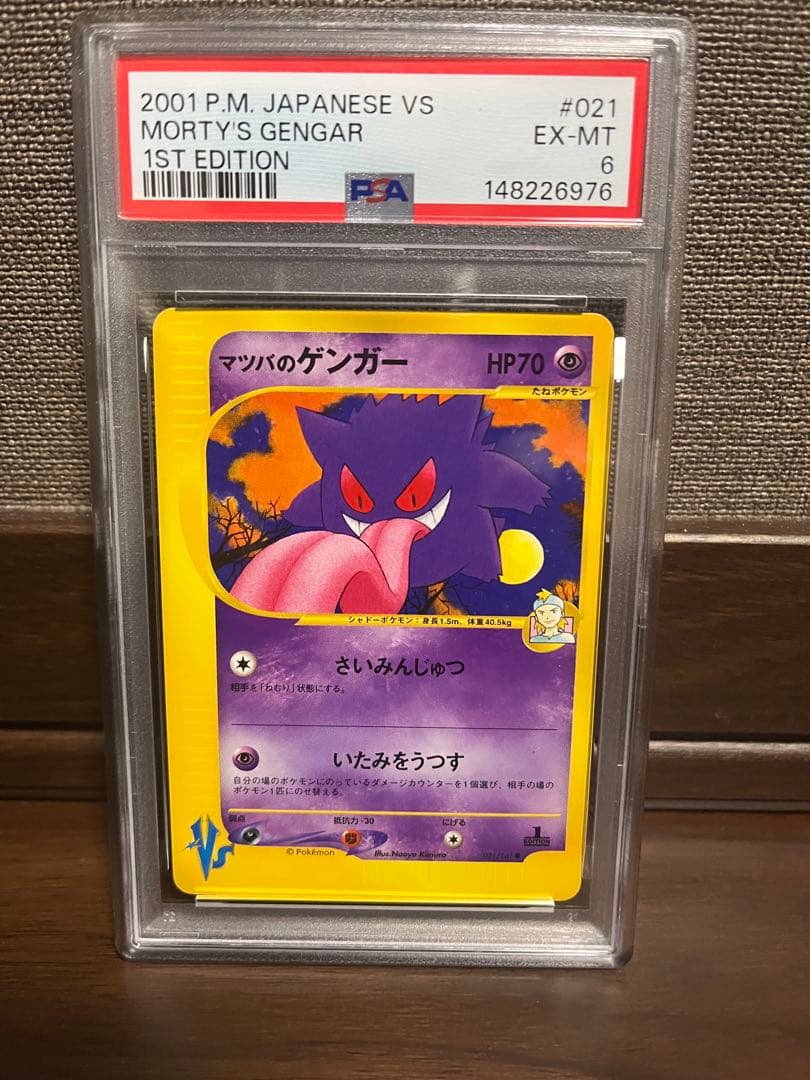 2001 P.M. JAPANESE VS #021
MORTY'S GENGAR EX-MT
1ST EDITION 6
PSA 148226976
マツバのゲンガー HP70
たねポケモン
シャドーポケモン：身長1.5m、体重40.5kg
さいみんじゅつ
相手を「ねむり」状態にする。
いたみをうつす
自分の場のポケモンにのっているダメージカウンターを1個選び、相手の場の
ポケモン1匹にのせ替える。
弱点 抵抗力-30 にげる
1
EDITION
VS
© Pokémon Illus.Naoyo Kimura 021/141